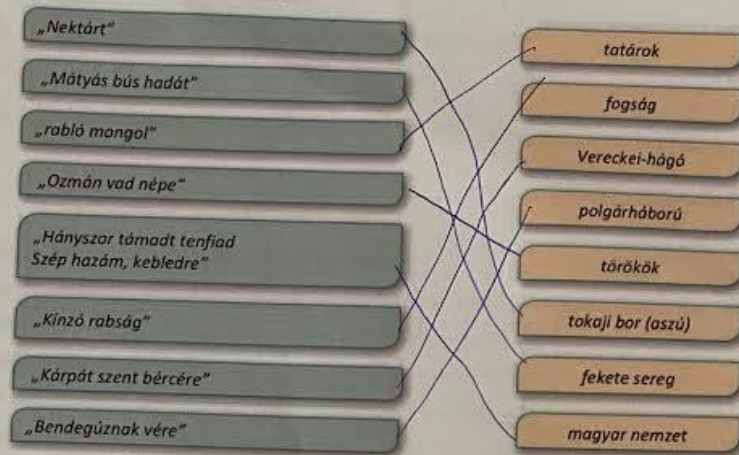 „Nektárt"
„Mátyás bús hadát"
„rabló mongol"
„Ozmán vad népe"
„Hányszor támadt tenfiad
Szép hazám, kebledre"
„Kínzó rabság"
„Kárpát szent bércére"
„Bendegúznak vére"
tatárok
fogság
Vereckei-hágó
polgárháború
törökök
tokaji bor (aszú)
fekete sereg
magyar nemzet